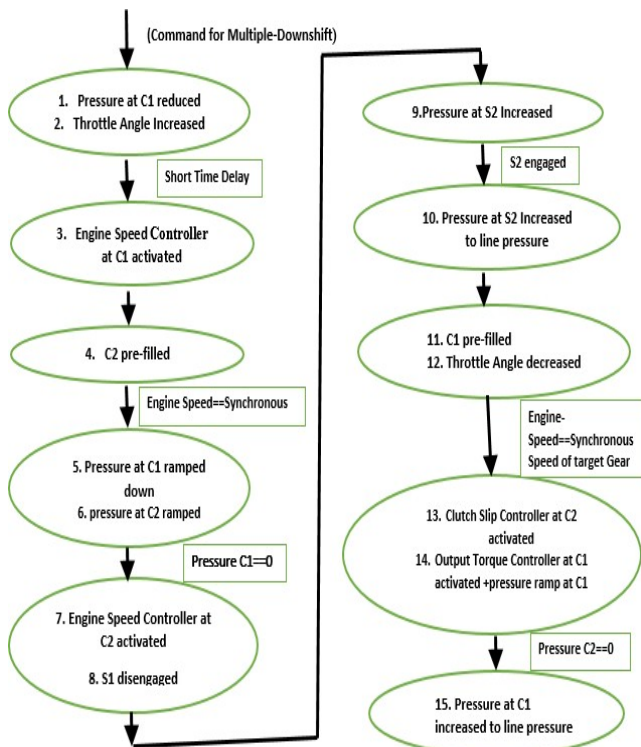 (Command for Multiple-Downshift)
1. Pressure at C1 reduced
2. Throttle Angle Increased
Short Time Delay
3. Engine Speed Controller
at C1 activated
4. C2 pre-filled
Engine Speed==Synchronous
5. Pressure at C1 ramped
down
6. pressure at C2 ramped
Pressure C1==0
7. Engine Speed Controller at
C2 activated
8. S1 disengaged
9.Pressure at S2 Increased
S2 engaged
10. Pressure at S2 Increased
to line pressure
11. C1 pre-filled
12. Throttle Angle decreased
Engine-
Speed==Synchronous
Speed of target Gear
13. Clutch Slip Controller at C2
activated
14. Output Torque Controller at C1
activated +pressure ramp at C1
Pressure C2==0
15. Pressure at C1
increased to line pressure